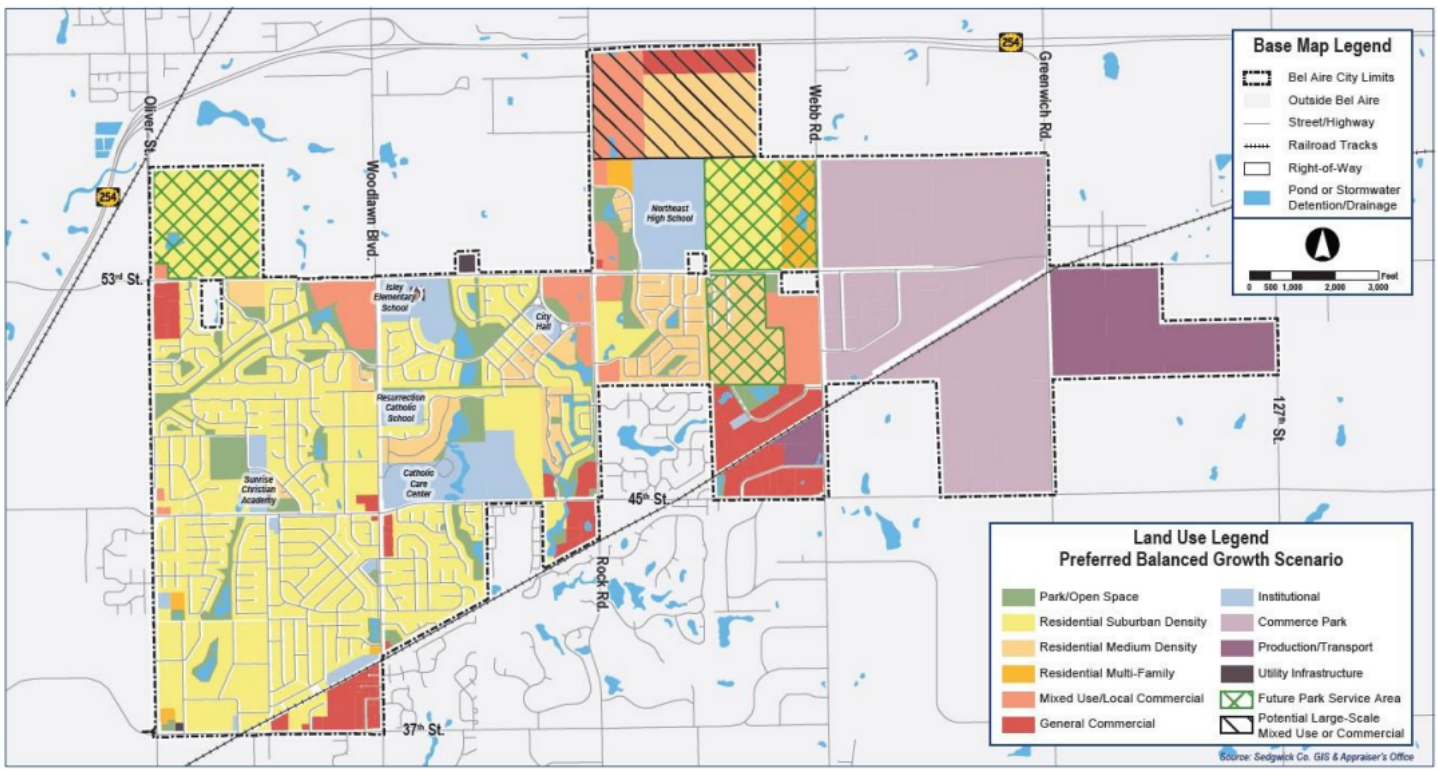 254
Base Map Legend
Bel Aire City Limits
Outside Bel Aire
Street/Highway
Railroad Tracks
Right-of-Way
Pond or Stormwater
Detention/Drainage
0 500 1,000 2,000 3,000 Feet
Oliver St.
Woodlawn Blvd.
Webb Rd.
Greenwich Rd.
254
Northeast
High School
53rd St.
Isley
Elementary
School
City
Hall
Resurrection
Catholic
School
127th St.
Sunrise
Christian
Academy
Catholic
Care
Center
45th St.
Rock Rd.
37th St.
Land Use Legend
Preferred Balanced Growth Scenario
Park/Open Space
Residential Suburban Density
Residential Medium Density
Residential Multi-Family
Mixed Use/Local Commercial
General Commercial
Institutional
Commerce Park
Production/Transport
Utility Infrastructure
Future Park Service Area
Potential Large-Scale
Mixed Use or Commercial
Source: Sedgwick Co. GIS & Appraiser's Office